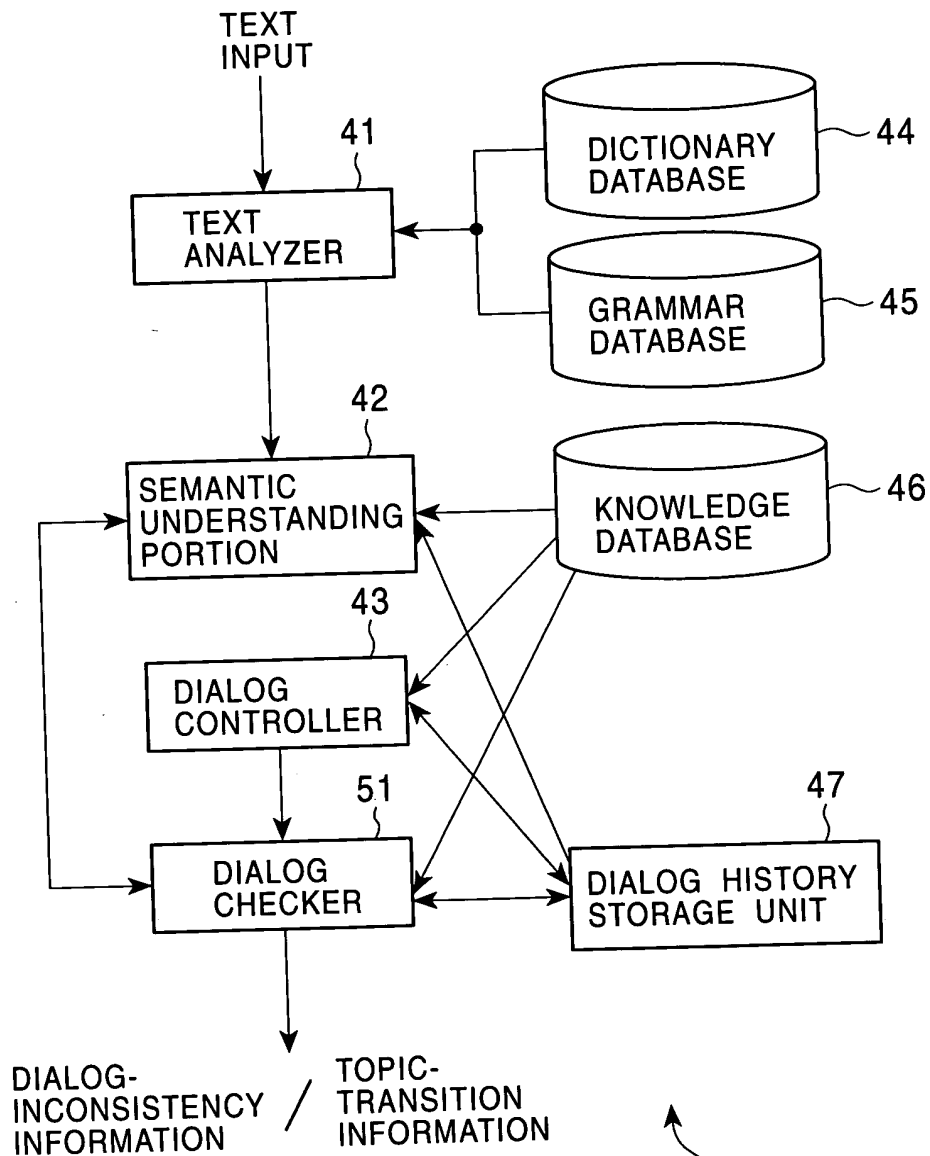 TEXT
INPUT
41
TEXT
ANALYZER
DICTIONARY
DATABASE
44
GRAMMAR
DATABASE
45
42
SEMANTIC
UNDERSTANDING
PORTION
KNOWLEDGE
DATABASE
46
43
DIALOG
CONTROLLER
51
DIALOG
CHECKER
47
DIALOG HISTORY
STORAGE UNIT
DIALOG-
INCONSISTENCY
INFORMATION
/
TOPIC-
TRANSITION
INFORMATION